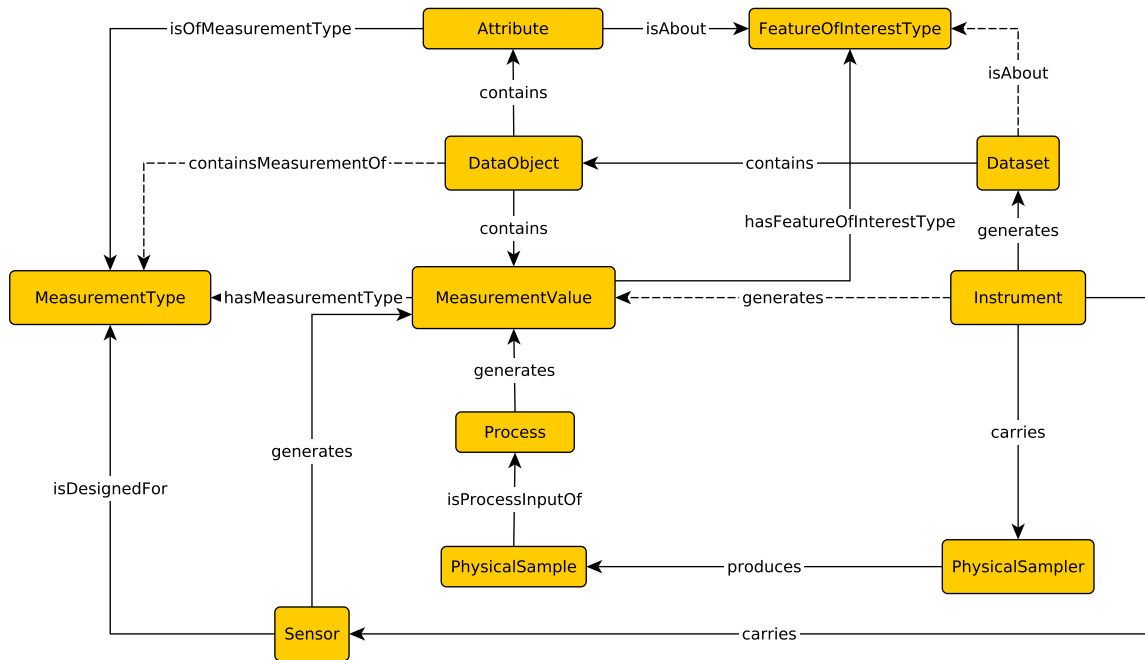 isOfMeasurementType
Attribute
isAbout
FeatureOfInterestType
isAbout
contains
containsMeasurementOf
DataObject
contains
Dataset
contains
hasFeatureOfInterestType
generates
MeasurementType
hasMeasurementType
MeasurementValue
generates
Instrument
generates
Process
carries
generates
isDesignedFor
isProcessInputOf
PhysicalSample
produces
PhysicalSampler
Sensor
carries